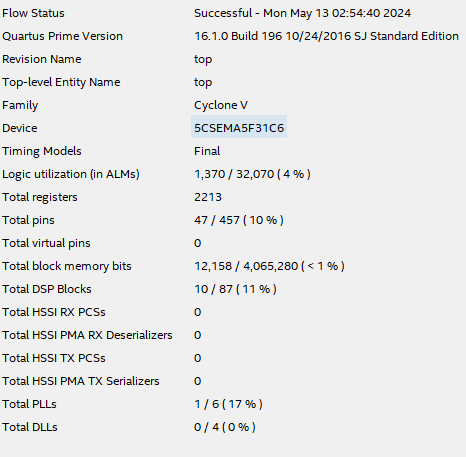 Flow Status Successful - Mon May 13 02:54:40 2024
Quartus Prime Version 16.1.0 Build 196 10/24/2016 SJ Standard Edition
Revision Name top
Top-level Entity Name top
Family Cyclone V
Device 5CSEMA5F31C6
Timing Models Final
Logic utilization (in ALMs) 1,370 / 32,070 ( 4 % )
Total registers 2213
Total pins 47 / 457 ( 10 % )
Total virtual pins 0
Total block memory bits 12,158 / 4,065,280 ( < 1 % )
Total DSP Blocks 10 / 87 ( 11 % )
Total HSSI RX PCSs 0
Total HSSI PMA RX Deserializers 0
Total HSSI TX PCSs 0
Total HSSI PMA TX Serializers 0
Total PLLs 1 / 6 ( 17 % )
Total DLLs 0 / 4 ( 0 % )